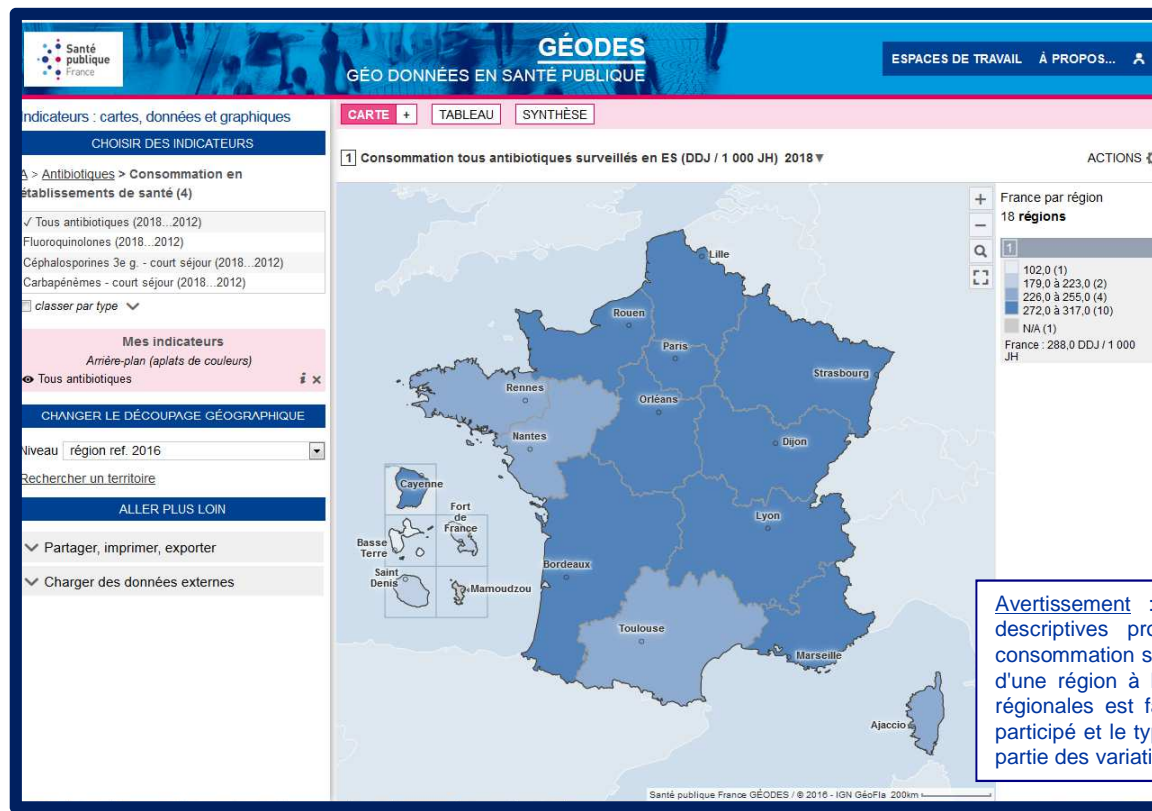 Santé
publique
France
GÉODES
GÉO DONNÉES EN SANTÉ PUBLIQUE
ESPACES DE TRAVAIL À PROPOS...
Indicateurs : cartes, données et graphiques
CHOISIR DES INDICATEURS
> Antibiotiques > Consommation en
établissements de santé (4)
✓ Tous antibiotiques (2018...2012)
Fluoroquinolones (2018...2012)
Céphalosporines 3e g. - court séjour (2018...2012)
Carbapénèmes - court séjour (2018...2012)
classer par type
Mes indicateurs
Arrière-plan (aplats de couleurs)
Tous antibiotiques i x
CHANGER LE DÉCOUPAGE GÉOGRAPHIQUE
Niveau région ref. 2016
Rechercher un territoire
ALLER PLUS LOIN
Partager, imprimer, exporter
Charger des données externes
CARTE + TABLEAU SYNTHÈSE
1 Consommation tous antibiotiques surveillés en ES (DDJ / 1 000 JH) 2018▼
ACTIONS
Lille
Rouen
Paris
Strasbourg
Rennes
Orléans
Nantes
Dijon
Cayenne
Lyon
Fort
de
France
Basse
Terre
Bordeaux
Saint
Denis
Mamoudzou
Toulouse
Marseille
Ajaccio
Santé publique France GÉODES / © 2016 - IGN GéoFla 200km
+
−
France par région
18 régions
1
102,0 (1)
179,0 à 223,0 (2)
226,0 à 255,0 (4)
272,0 à 317,0 (10)
N/A (1)
France : 288,0 DDJ / 1 000
JH
Avertissement :
descriptives pro
consommation s
d'une région à l
régionales est fa
participé et le typ
partie des variati